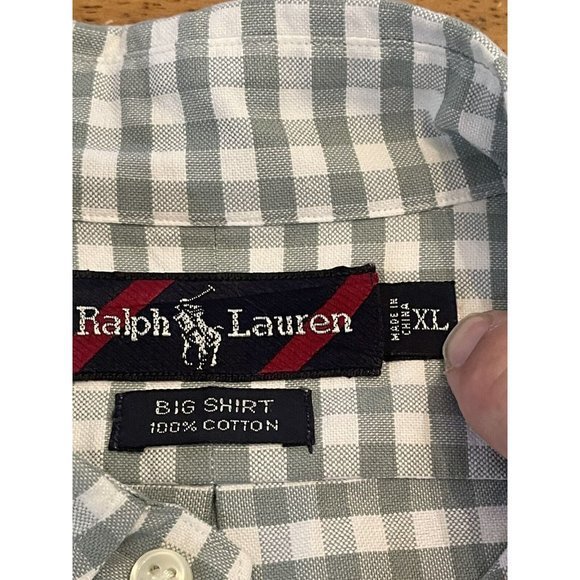 Ralph Lauren
MADE IN
CHINA
XL
BIG SHIRT
100% COTTON